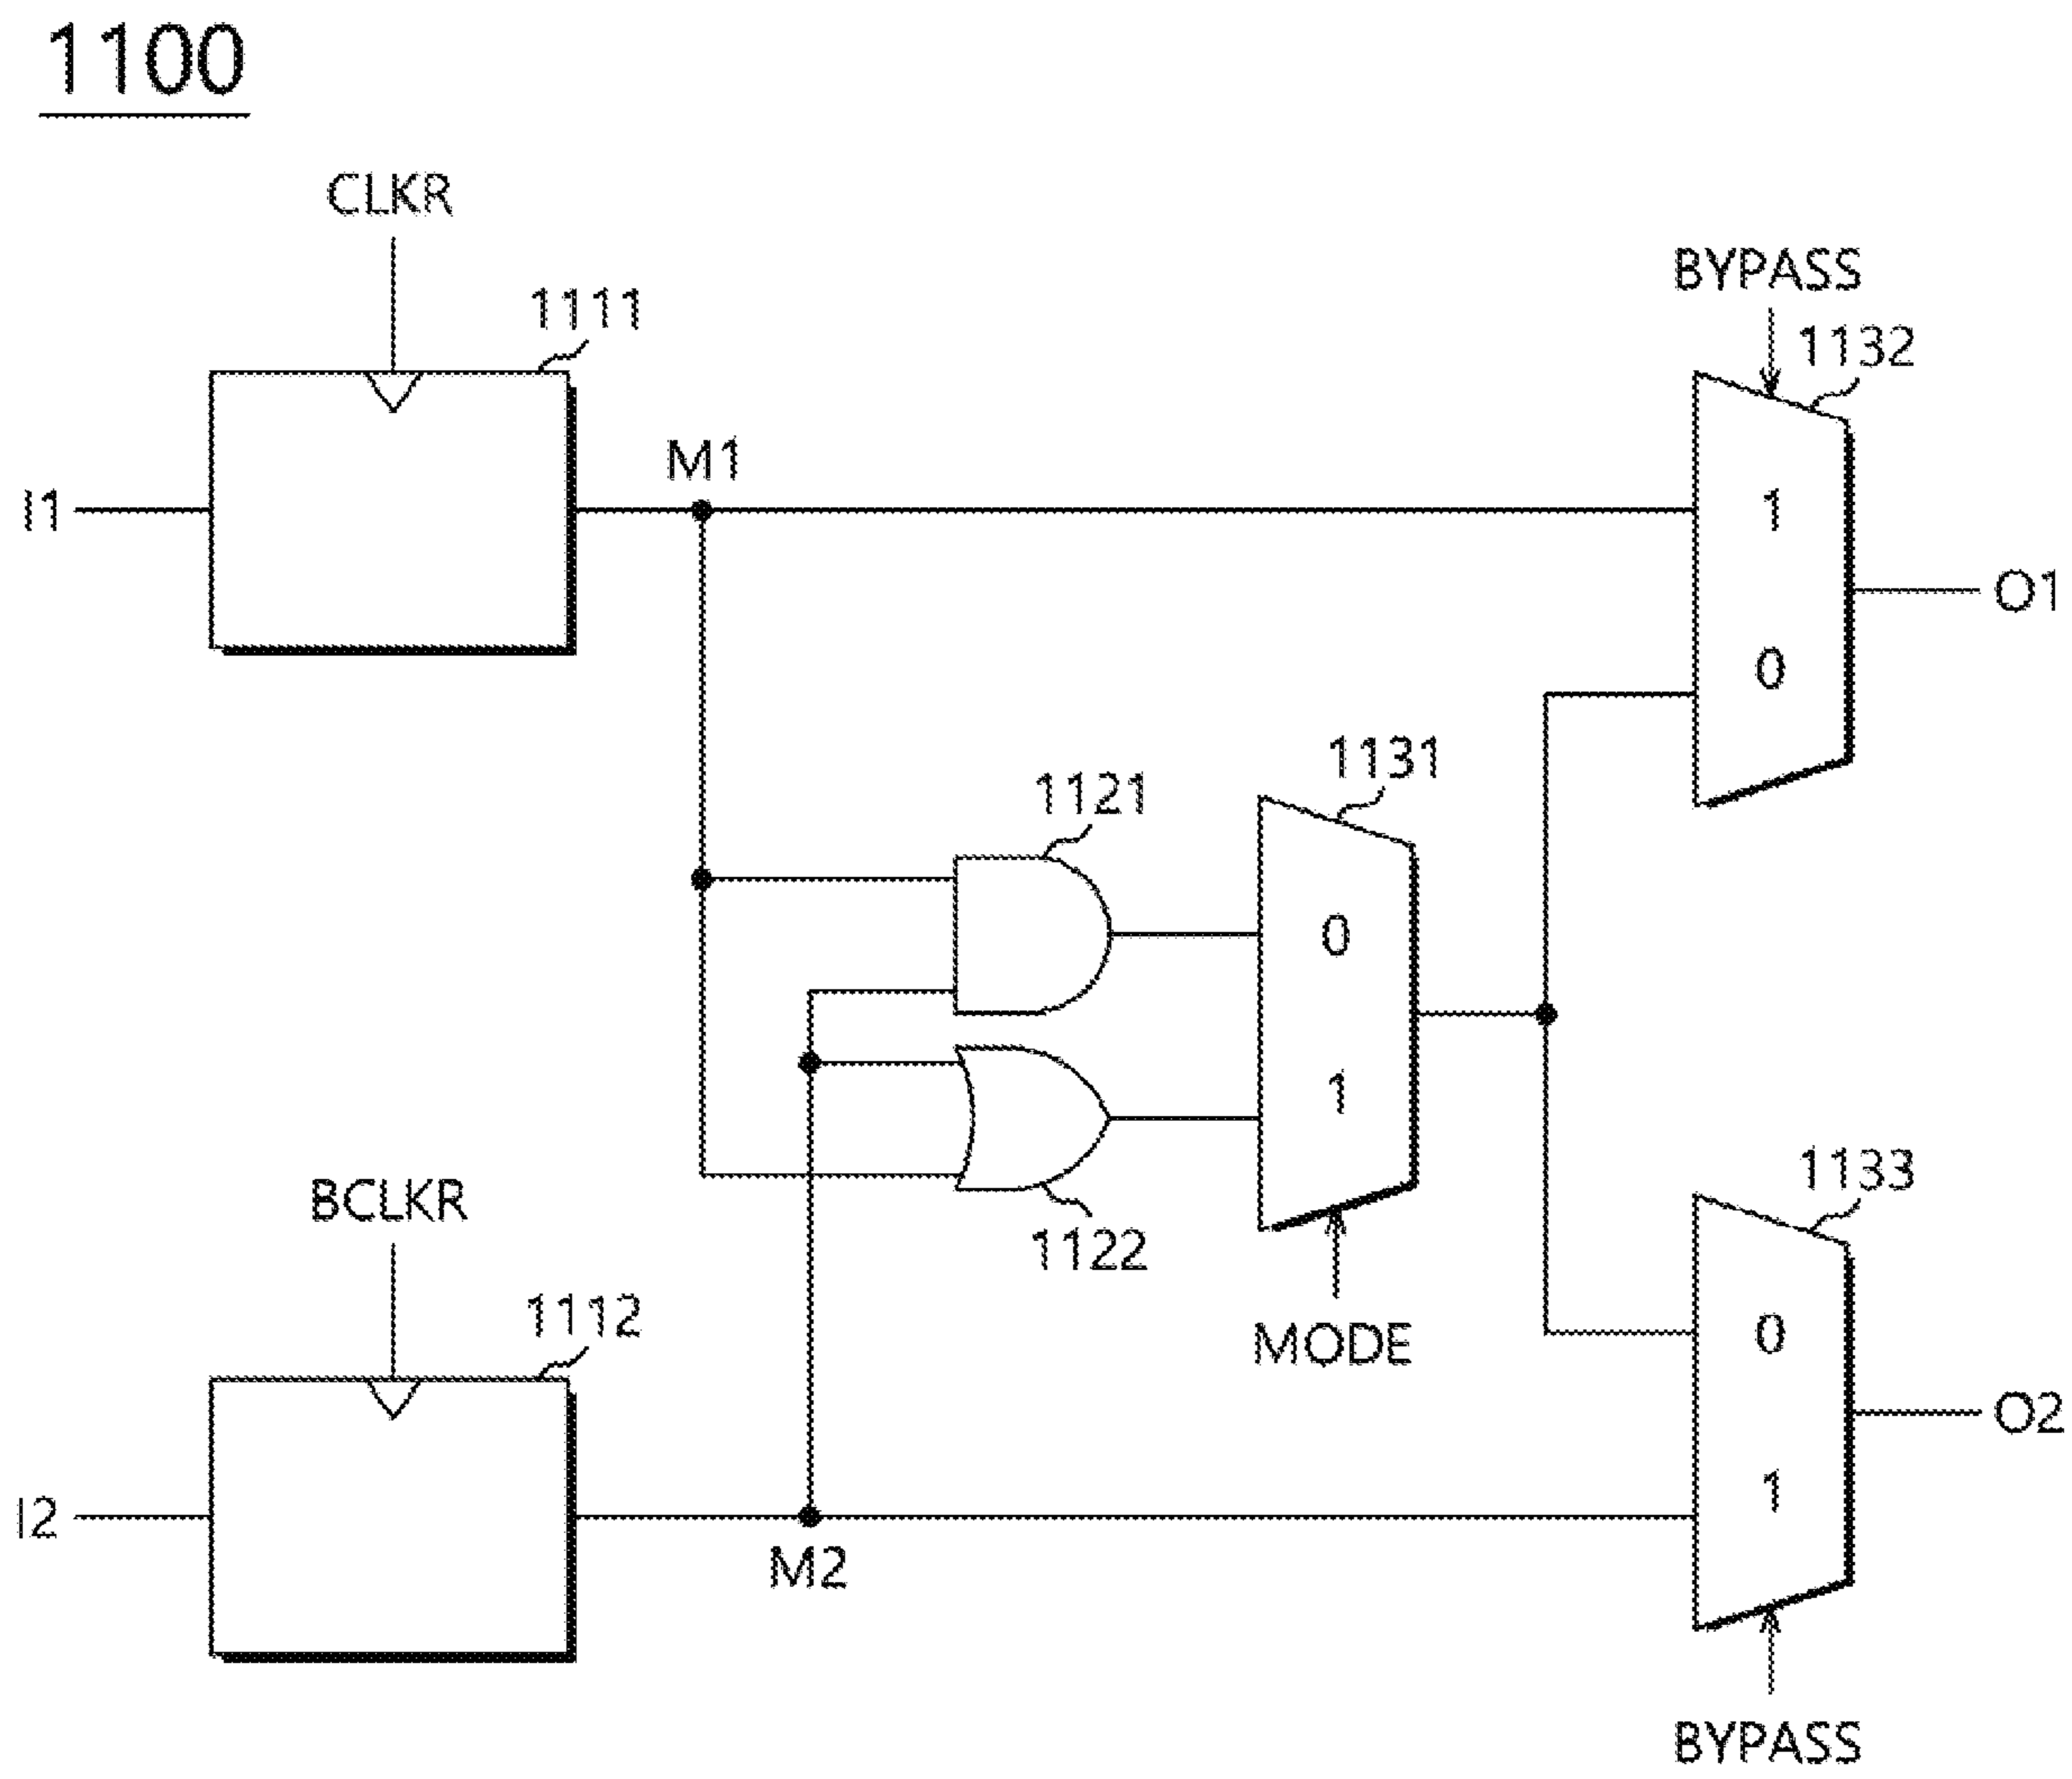 1100
CLKR
1111
BYPASS
1132
I1
M1
1
O1
0
1121
1131
0
1
1122
MODE
BCLKR
1112
1133
0
O2
1
I2
M2
BYPASS